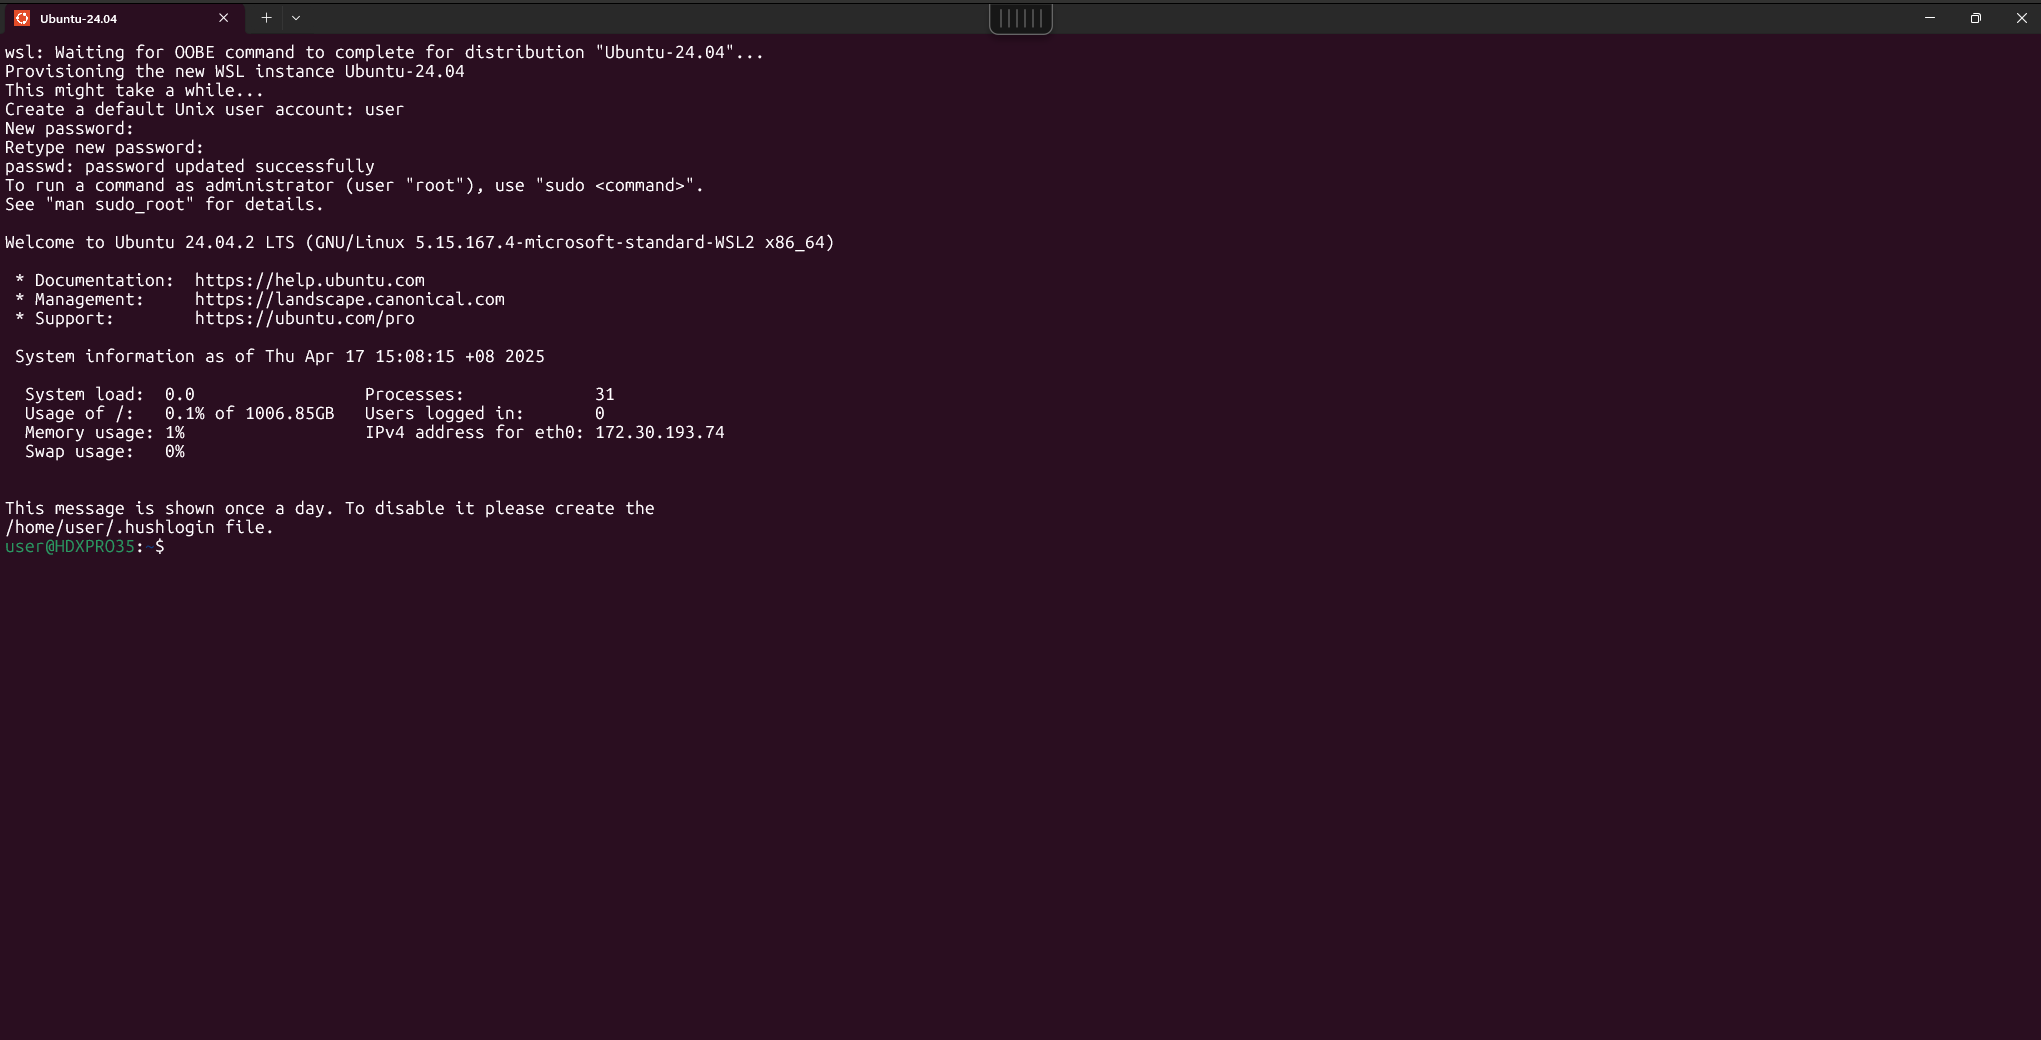 Ubuntu-24.04
wsl: Waiting for OOBE command to complete for distribution "Ubuntu-24.04"...
Provisioning the new WSL instance Ubuntu-24.04
This might take a while...
Create a default Unix user account: user
New password:
Retype new password:
passwd: password updated successfully
To run a command as administrator (user "root"), use "sudo <command>".
See "man sudo_root" for details.
Welcome to Ubuntu 24.04.2 LTS (GNU/Linux 5.15.167.4-microsoft-standard-WSL2 x86_64)
* Documentation:  https://help.ubuntu.com
* Management:     https://landscape.canonical.com
* Support:        https://ubuntu.com/pro
System information as of Thu Apr 17 15:08:15 +08 2025
System load:  0.0                 Processes:             31
Usage of /:   0.1% of 1006.85GB   Users logged in:       0
Memory usage: 1%                  IPv4 address for eth0: 172.30.193.74
Swap usage:   0%
This message is shown once a day. To disable it please create the
/home/user/.hushlogin file.
user@HDXPRO35:~$